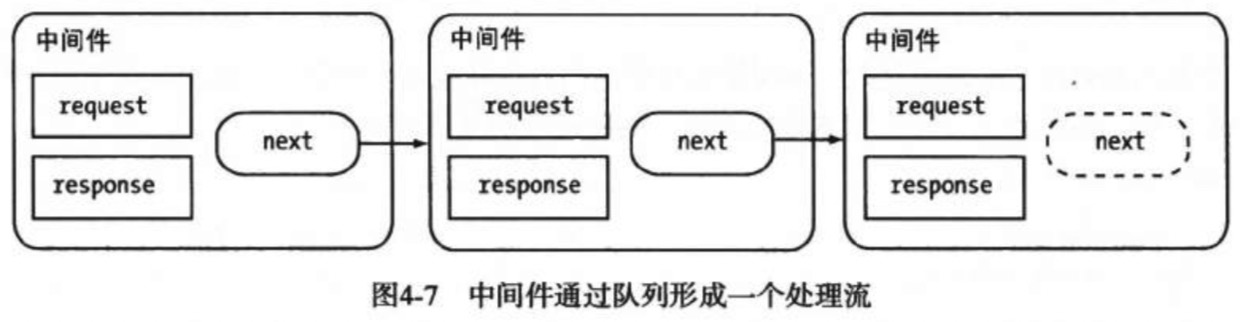 中间件
request
response
next
中间件
request
response
next
中间件
request
response
next
图4-7 中间件通过队列形成一个处理流